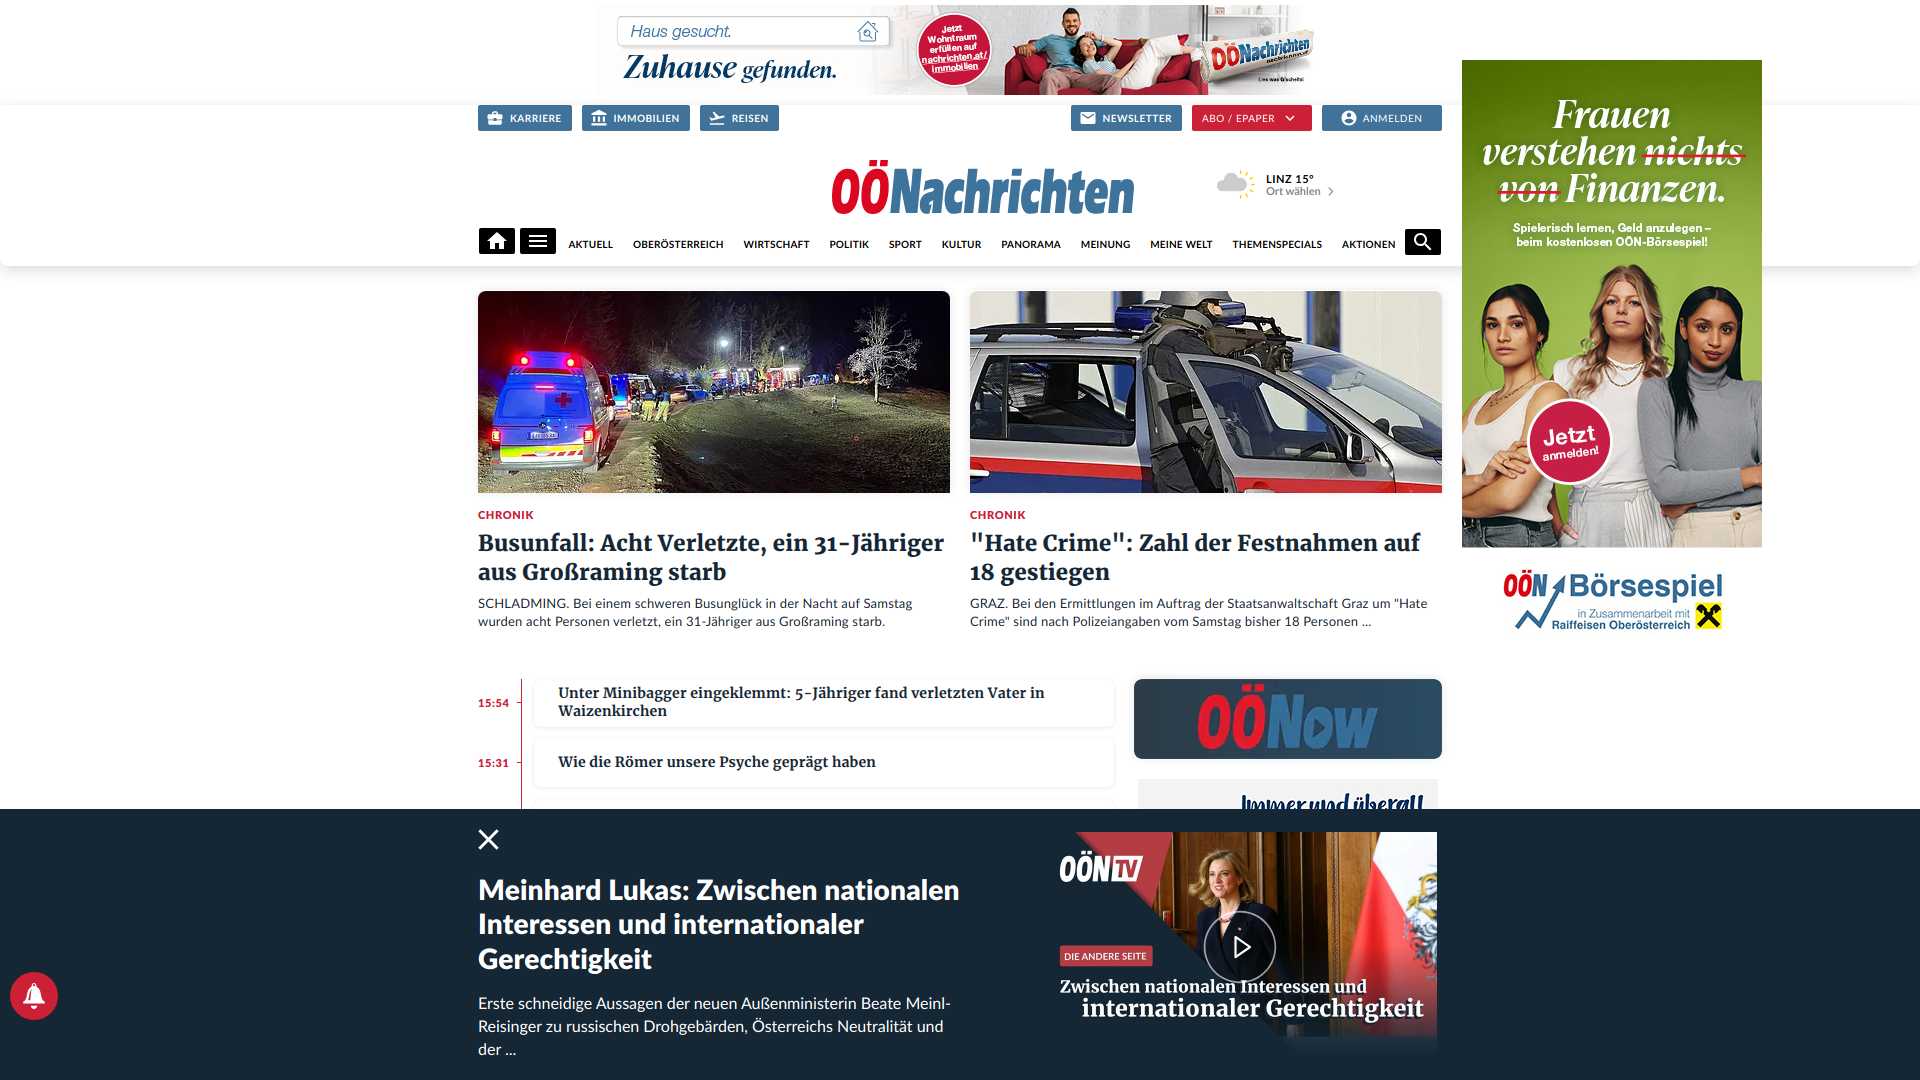 Haus gesucht.
Zuhause gefunden.
Jetzt
Wohntraum
erfüllen auf
nachrichten.at/
immobilien
OÖNachrichten
Lies was G'scheits!
KARRIERE
IMMOBILIEN
REISEN
NEWSLETTER
ABO / EPAPER
ANMELDEN
OÖNachrichten
LINZ 15°
Ort wählen
AKTUELL
OBERÖSTERREICH
WIRTSCHAFT
POLITIK
SPORT
KULTUR
PANORAMA
MEINUNG
MEINE WELT
THEMENSPECIALS
AKTIONEN
Frauen
verstehen nichts
von Finanzen.
Spielerisch lernen, Geld anzulegen –
beim kostenlosen OÖN-Börsespiel!
Jetzt
anmelden!
OÖN Börsespiel
in Zusammenarbeit mit
Raiffeisen Oberösterreich
CHRONIK
Busunfall: Acht Verletzte, ein 31-Jähriger
aus Großraming starb
SCHLADMING. Bei einem schweren Busunglück in der Nacht auf Samstag
wurden acht Personen verletzt, ein 31-Jähriger aus Großraming starb.
CHRONIK
"Hate Crime": Zahl der Festnahmen auf
18 gestiegen
GRAZ. Bei den Ermittlungen im Auftrag der Staatsanwaltschaft Graz um "Hate
Crime" sind nach Polizeiangaben vom Samstag bisher 18 Personen ...
15:54
Unter Minibagger eingeklemmt: 5-Jähriger fand verletzten Vater in
Waizenkirchen
15:31
Wie die Römer unsere Psyche geprägt haben
OÖNow
Immer und überall
Meinhard Lukas: Zwischen nationalen
Interessen und internationaler
Gerechtigkeit
Erste schneidige Aussagen der neuen Außenministerin Beate Meinl-
Reisinger zu russischen Drohgebärden, Österreichs Neutralität und
der ...
OÖN TV
DIE ANDERE SEITE
Zwischen nationalen Interessen und
internationaler Gerechtigkeit